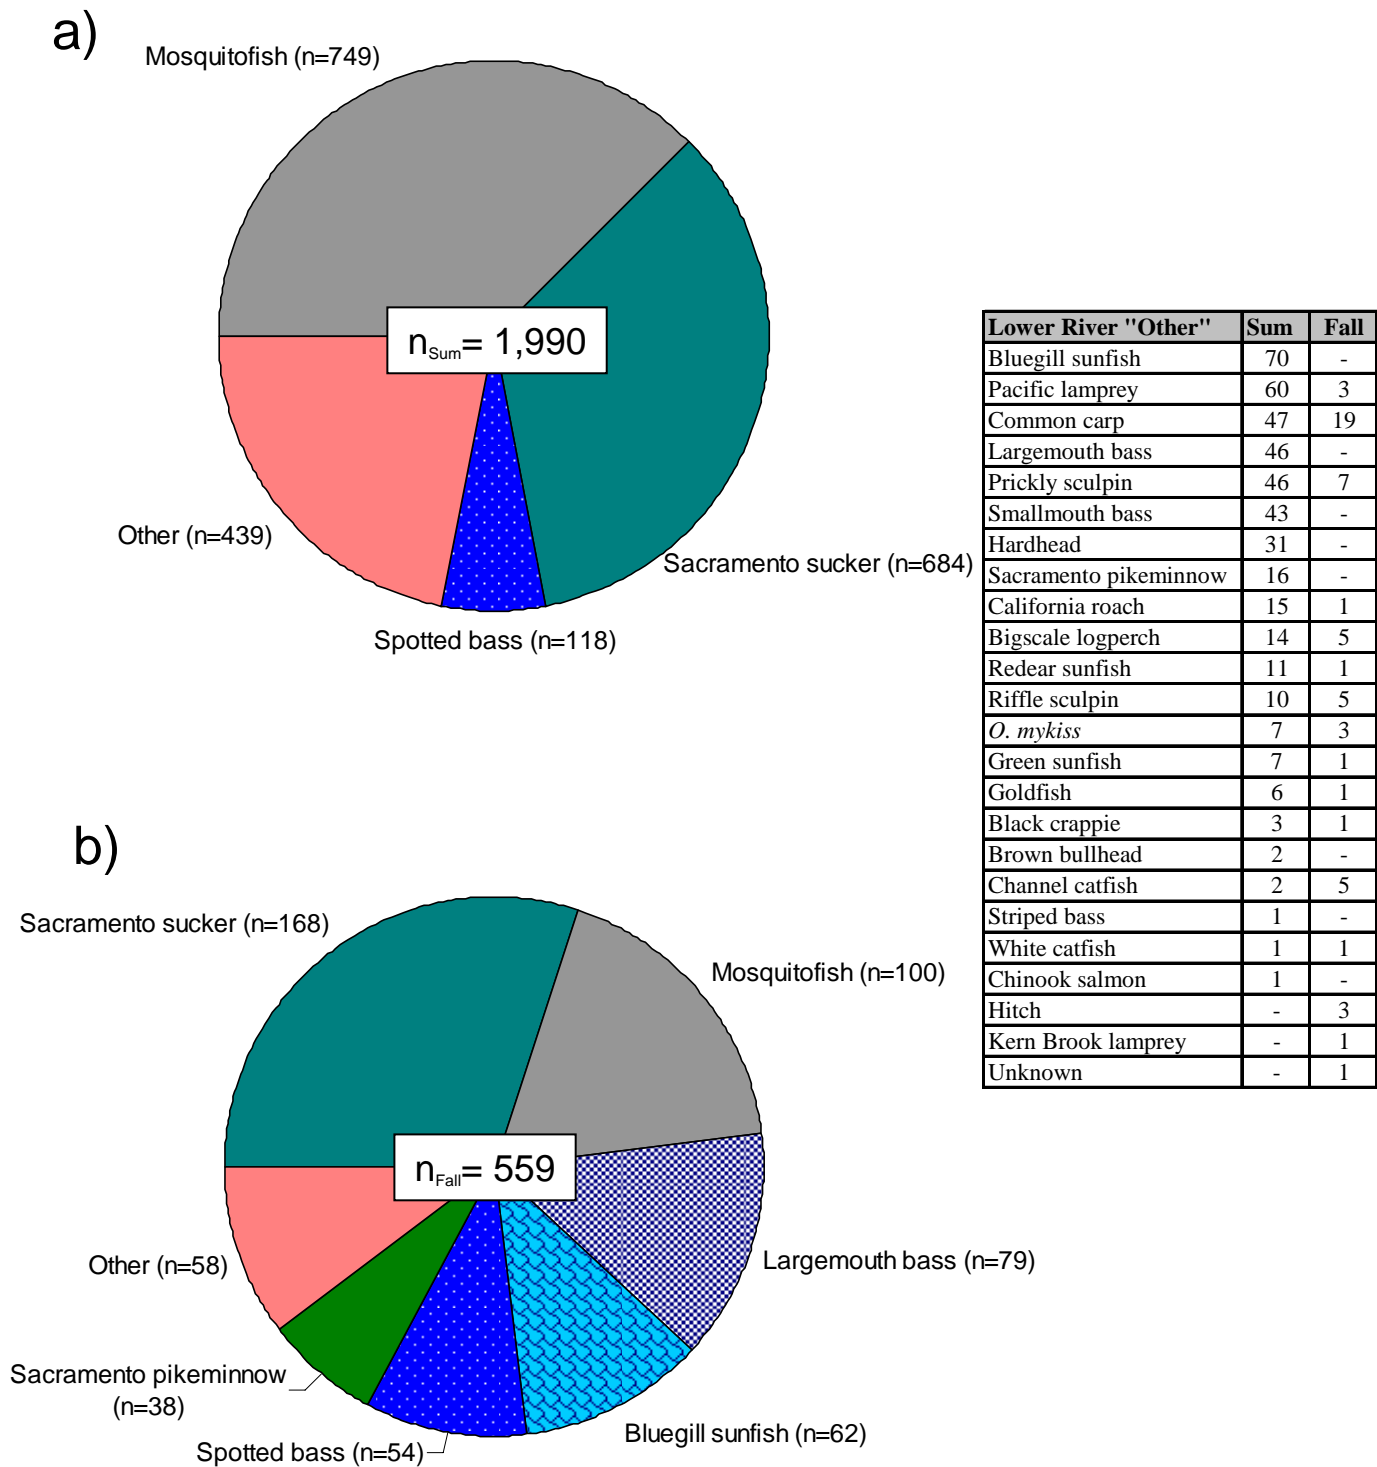 a)
Mosquitofish (n=749)
nSum= 1,990
Other (n=439)
Sacramento sucker (n=684)
Spotted bass (n=118)
Lower River "Other" Sum Fall
Bluegill sunfish 70 -
Pacific lamprey 60 3
Common carp 47 19
Largemouth bass 46 -
Prickly sculpin 46 7
Smallmouth bass 43 -
Hardhead 31 -
Sacramento pikeminnow 16 -
California roach 15 1
Bigscale logperch 14 5
Redear sunfish 11 1
Riffle sculpin 10 5
O. mykiss 7 3
Green sunfish 7 1
Goldfish 6 1
Black crappie 3 1
Brown bullhead 2 -
Channel catfish 2 5
Striped bass 1 -
White catfish 1 1
Chinook salmon 1 -
Hitch - 3
Kern Brook lamprey - 1
Unknown - 1
b)
Sacramento sucker (n=168)
Mosquitofish (n=100)
nFall= 559
Largemouth bass (n=79)
Other (n=58)
Sacramento pikeminnow
(n=38)
Bluegill sunfish (n=62)
Spotted bass (n=54)